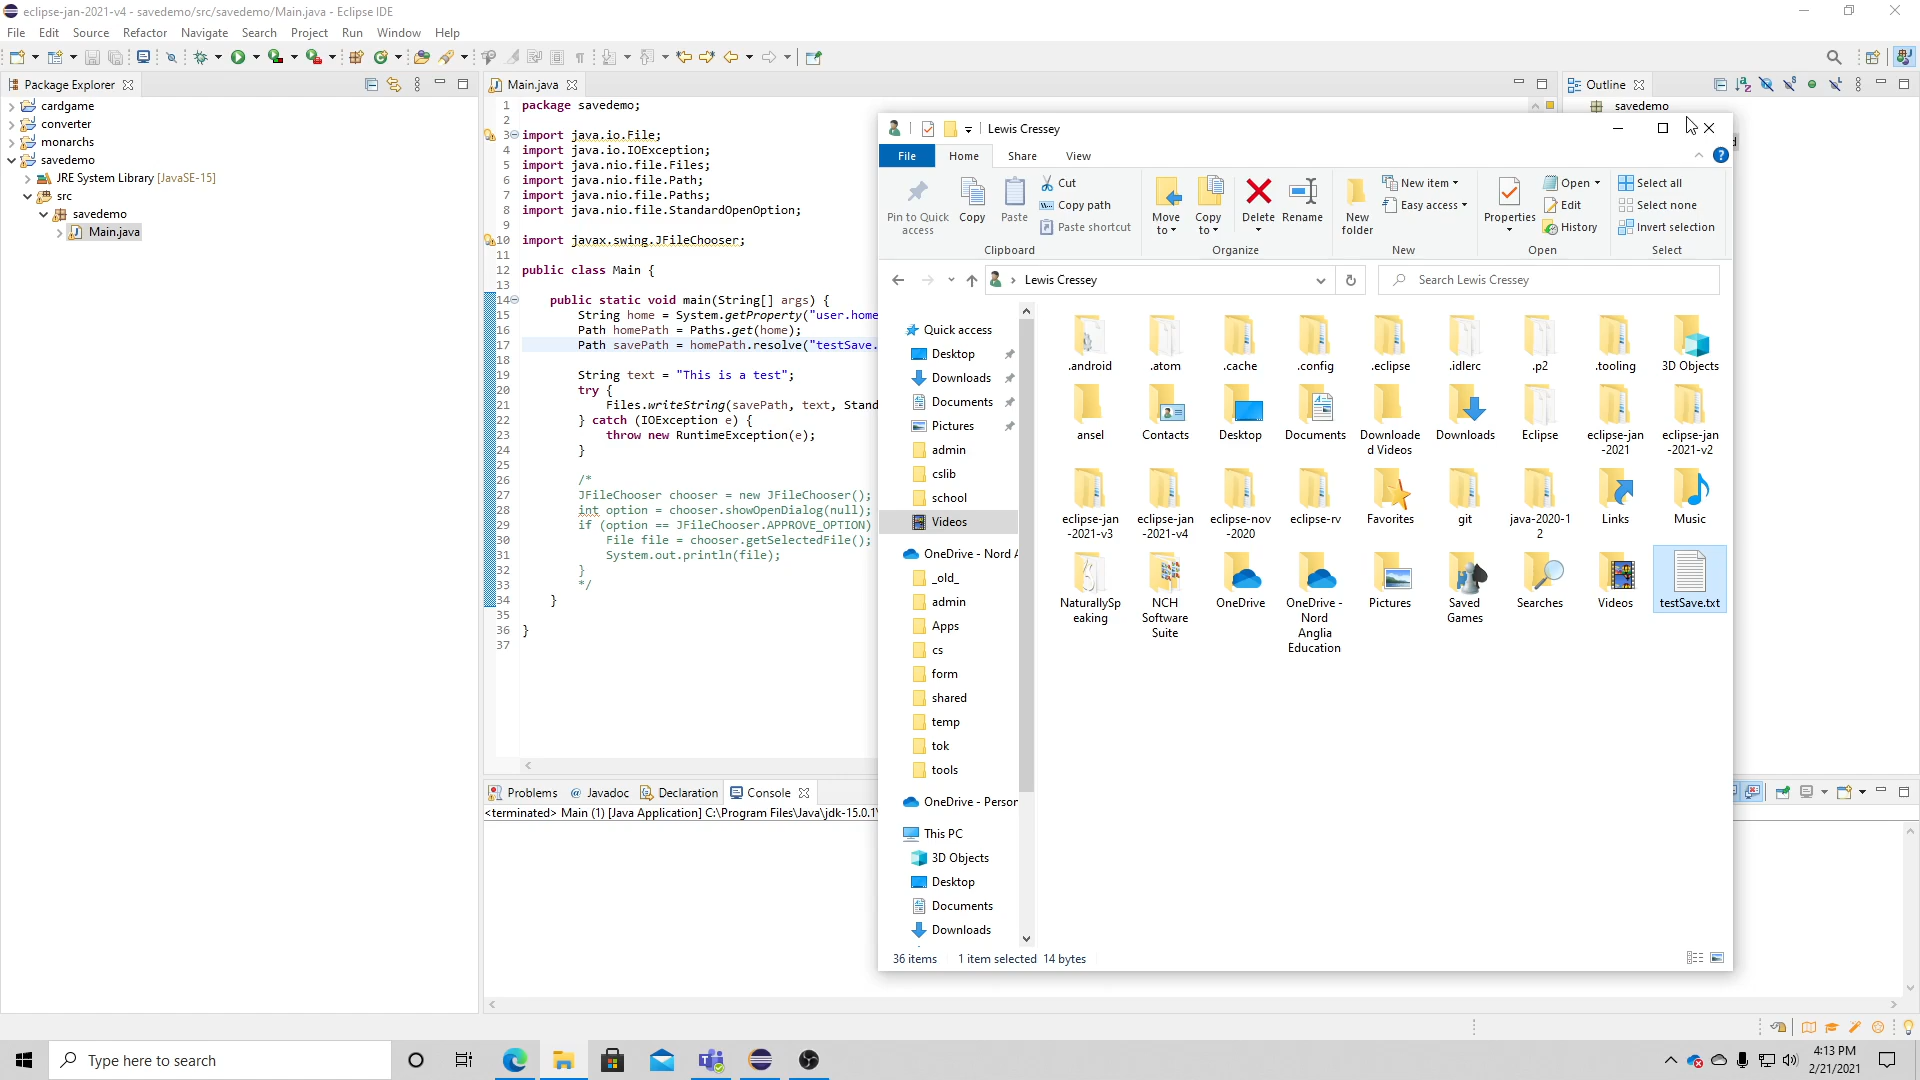 eclipse-jan-2021-v4 - savedemo/src/savedemo/Main.java - Eclipse IDE
File Edit Source Refactor Navigate Search Project Run Window Help
Package Explorer
cardgame
converter
monarchs
savedemo
JRE System Library [JavaSE-15]
src
savedemo
Main.java
Main.java
1 package savedemo;
2
3 import java.io.File;
4 import java.io.IOException;
5 import java.nio.file.Files;
6 import java.nio.file.Path;
7 import java.nio.file.Paths;
8 import java.nio.file.StandardOpenOption;
9
10 import javax.swing.JFileChooser;
11
12 public class Main {
13
14 public static void main(String[] args) {
15 String home = System.getProperty("user.home
16 Path homePath = Paths.get(home);
17 Path savePath = homePath.resolve("testSave.
18
19 String text = "This is a test";
20 try {
21 Files.writeString(savePath, text, Stand
22 } catch (IOException e) {
23 throw new RuntimeException(e);
24 }
25
26 /*
27 JFileChooser chooser = new JFileChooser();
28 int option = chooser.showOpenDialog(null);
29 if (option == JFileChooser.APPROVE_OPTION)
30 File file = chooser.getSelectedFile();
31 System.out.println(file);
32 }
33 */
34 }
35
36 }
37
Outline
savedemo
Lewis Cressey
File Home Share View
Pin to Quick access
Copy
Paste
Cut
Copy path
Paste shortcut
Clipboard
Move to
Copy to
Delete
Rename
Organize
New folder
New item
Easy access
New
Properties
Open
Edit
History
Open
Select all
Select none
Invert selection
Select
Lewis Cressey
Search Lewis Cressey
Quick access
Desktop
Downloads
Documents
Pictures
admin
cslib
school
Videos
OneDrive - Nord A
_old_
admin
Apps
cs
form
shared
temp
tok
tools
OneDrive - Person
This PC
3D Objects
Desktop
Documents
Downloads
.android .atom .cache .config .eclipse .idlerc .p2 .tooling 3D Objects
ansel Contacts Desktop Documents Downloaded Videos Downloads Eclipse eclipse-jan-2021 eclipse-jan-2021-v2
eclipse-jan-2021-v3 eclipse-jan-2021-v4 eclipse-nov-2020 eclipse-rv Favorites git java-2020-12 Links Music
NaturallySpeaking NCH Software Suite OneDrive OneDrive - Nord Anglia Education Pictures Saved Games Searches Videos testSave.txt
36 items 1 item selected 14 bytes
Problems Javadoc Declaration Console
<terminated> Main (1) [Java Application] C:\Program Files\Java\jdk-15.0.1\
Type here to search
4:13 PM
2/21/2021